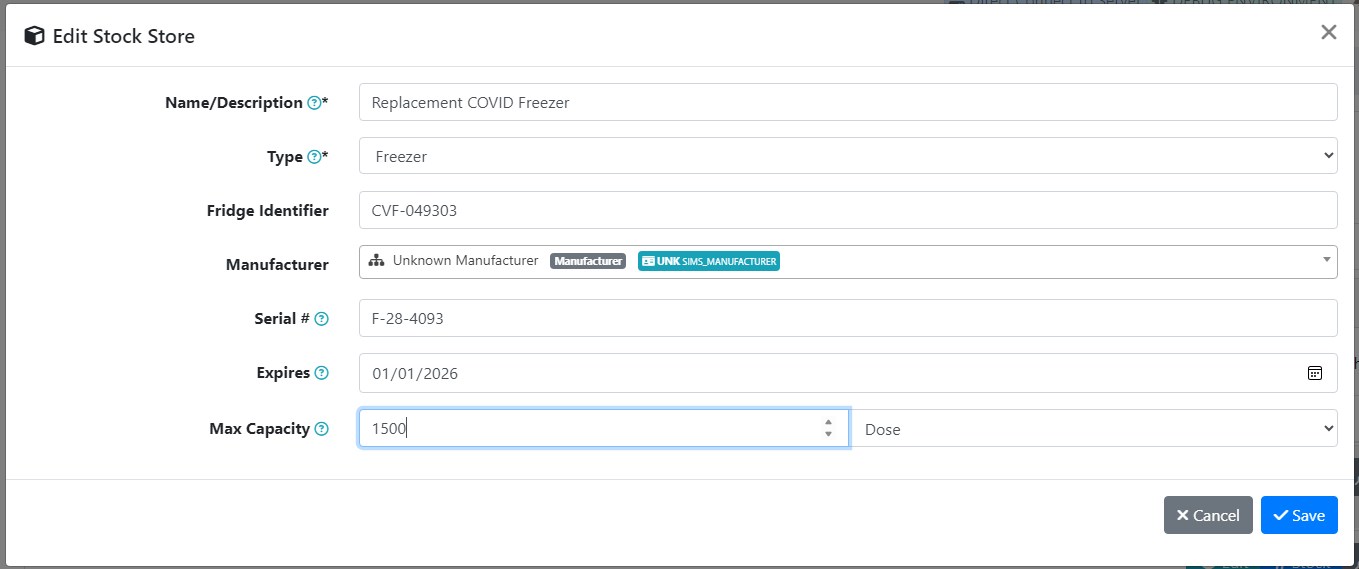 Edit Stock Store
Name/Description ?* Replacement COVID Freezer
Type ?* Freezer
Fridge Identifier CVF-049303
Manufacturer Unknown Manufacturer Manufacturer UNK SIMS_MANUFACTURER
Serial # ? F-28-4093
Expires ? 01/01/2026
Max Capacity ? 1500 Dose
Cancel Save